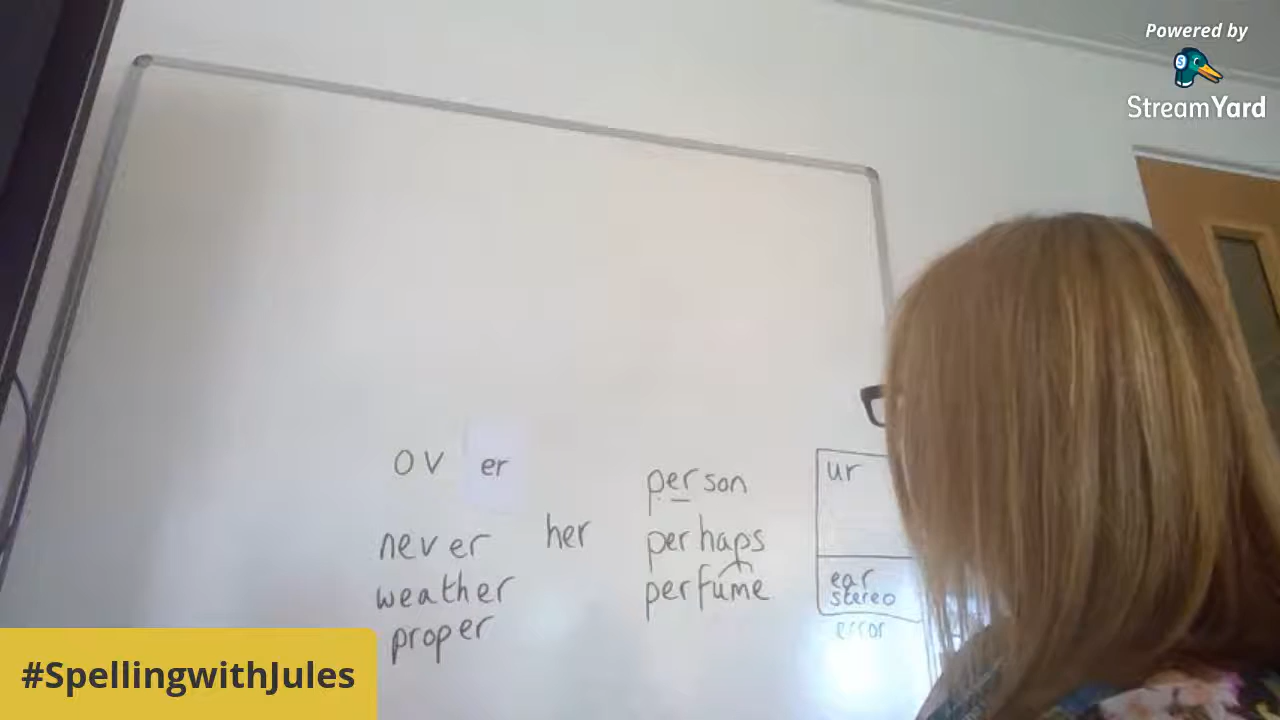 Powered by
StreamYard
ov er
never
weather
proper
her
person
perhaps
perfume
ur
ear
stereo
error
#SpellingwithJules